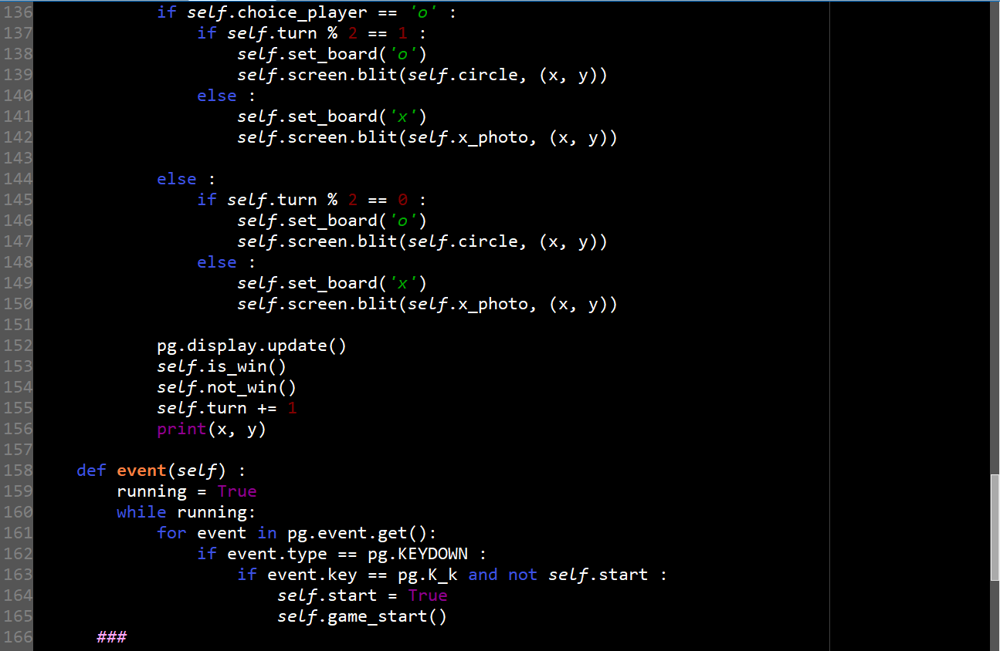 136 if self.choice_player == 'o' :
137 if self.turn % 2 == 1 :
138 self.set_board('o')
139 self.screen.blit(self.circle, (x, y))
140 else :
141 self.set_board('x')
142 self.screen.blit(self.x_photo, (x, y))
143
144 else :
145 if self.turn % 2 == 0 :
146 self.set_board('o')
147 self.screen.blit(self.circle, (x, y))
148 else :
149 self.set_board('x')
150 self.screen.blit(self.x_photo, (x, y))
151
152 pg.display.update()
153 self.is_win()
154 self.not_win()
155 self.turn += 1
156 print(x, y)
157
158 def event(self) :
159 running = True
160 while running:
161 for event in pg.event.get():
162 if event.type == pg.KEYDOWN :
163 if event.key == pg.K_k and not self.start :
164 self.start = True
165 self.game_start()
166 ###